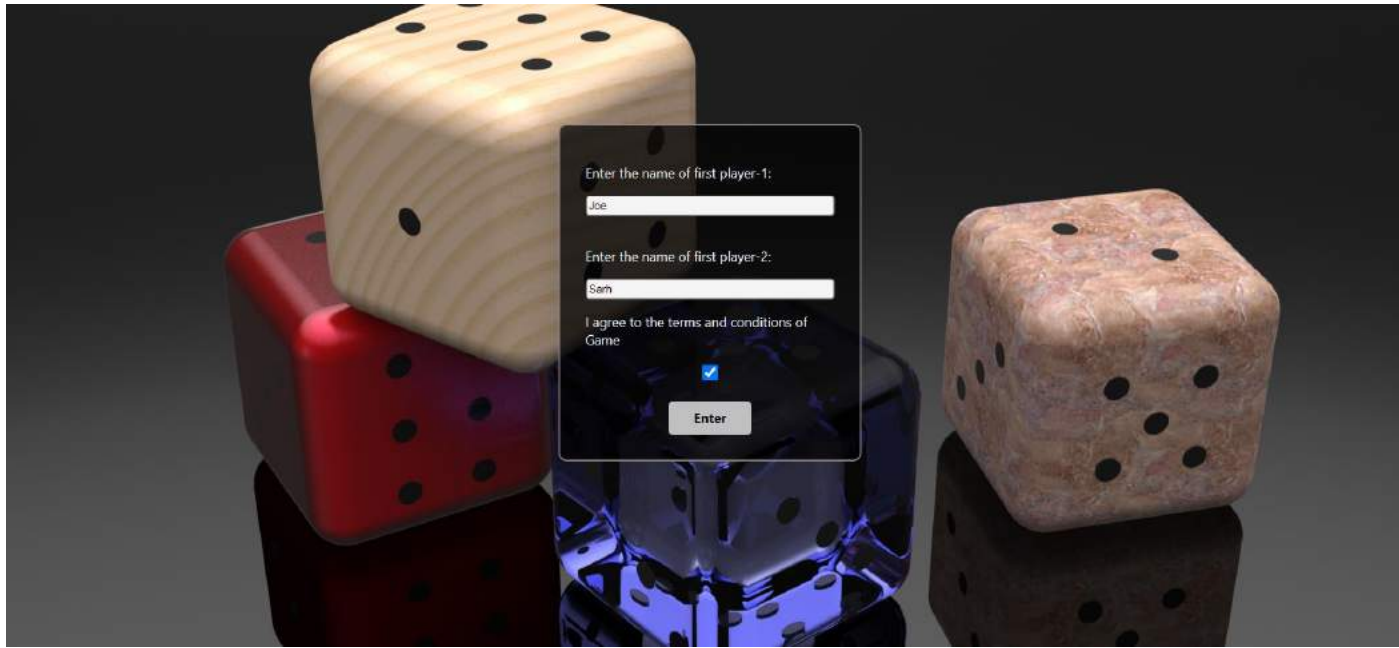 Enter the name of first player-1:
Joe
Enter the name of first player-2:
Sarh
I agree to the terms and conditions of
Game
Enter